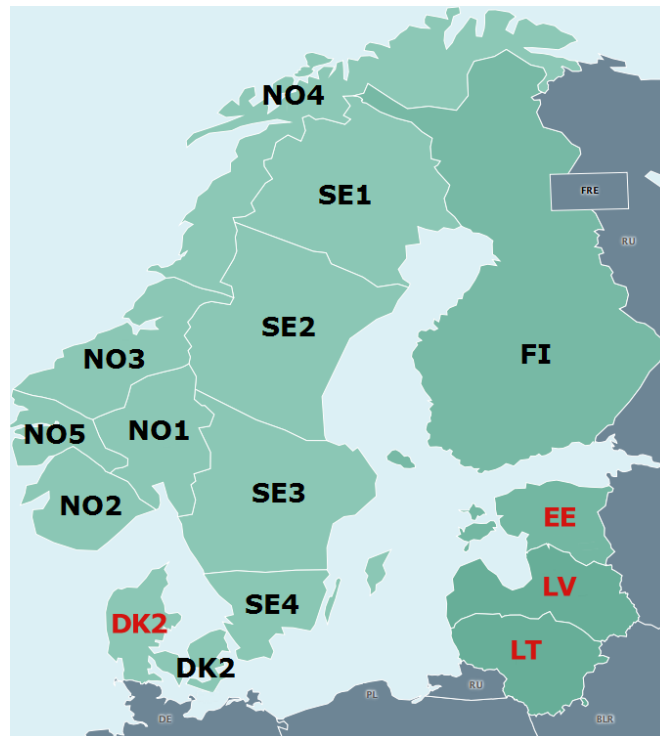 NO4
SE1
FRE
RU
SE2
NO3
FI
NO5
NO1
NO2
SE3
EE
LV
SE4
DK2
LT
DK2
RU
PL
DE
BLR